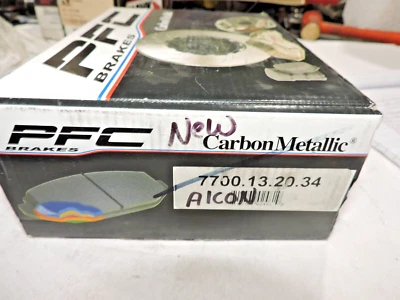 PFC
BRAKES
PFC
BRAKES
New
CarbonMetallic®
7700.13.20.34
AlCON